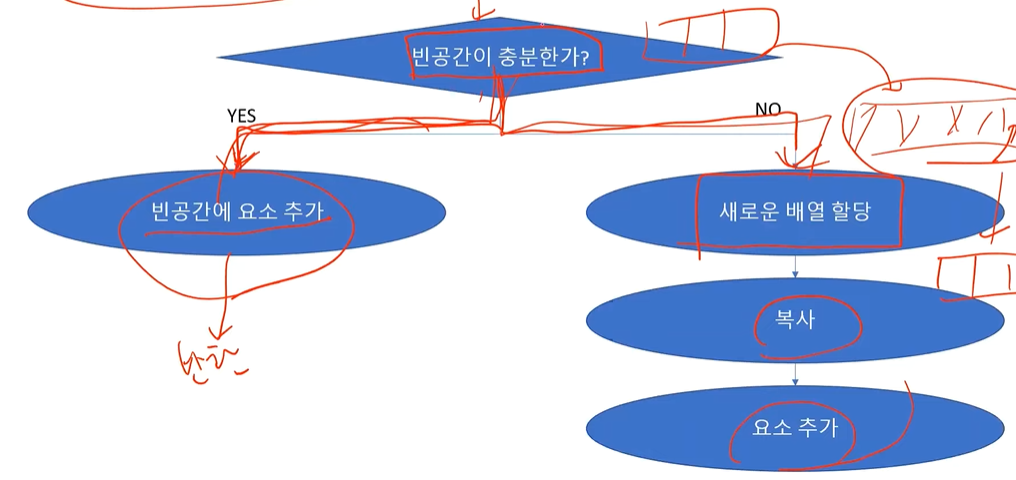 빈공간이 충분한가?
YES
NO
빈공간에 요소 추가
새로운 배열 할당
복사
요소 추가
반환